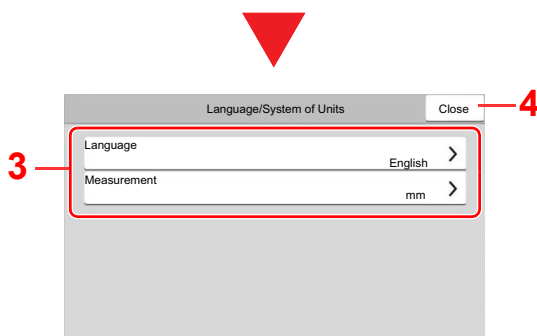 Language/System of Units
Close
4
3
Language
English
Measurement
mm